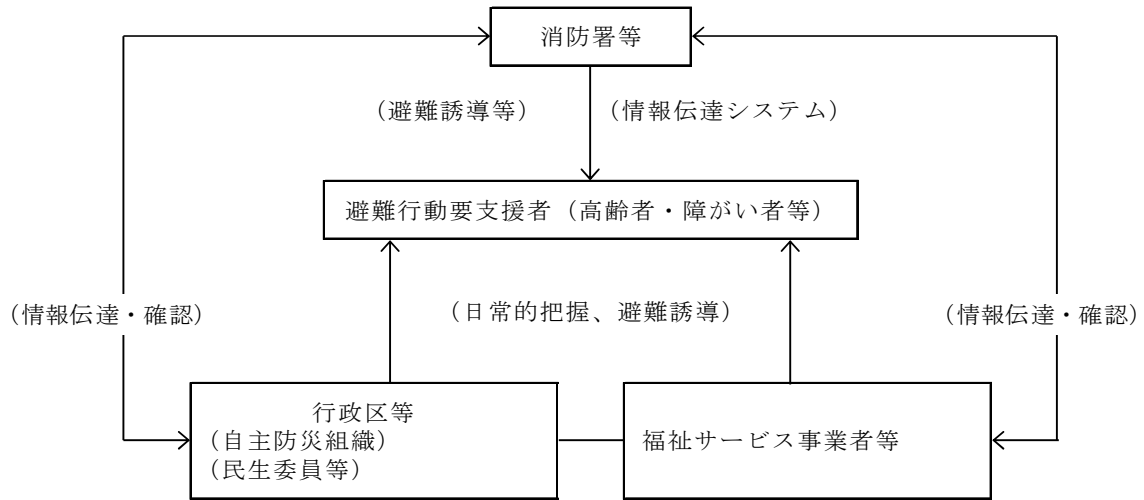 消防署等
（避難誘導等）
（情報伝達システム）
避難行動要支援者（高齢者・障がい者等）
（情報伝達・確認）
（日常的把握、避難誘導）
（情報伝達・確認）
行政区等
（自主防災組織）
（民生委員等）
福祉サービス事業者等